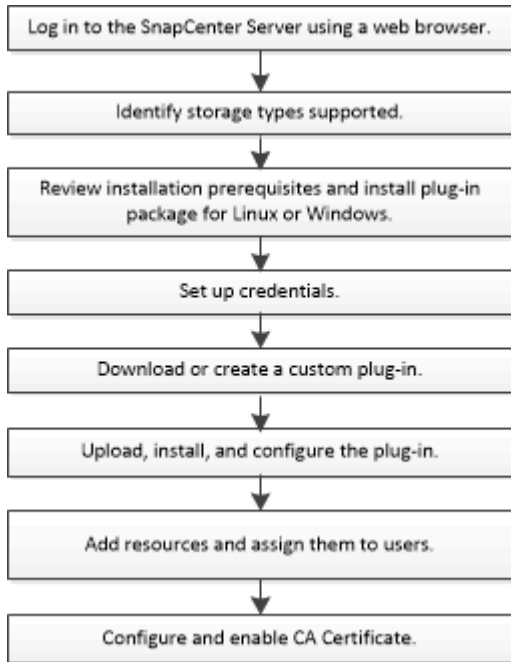 Log in to the SnapCenter Server using a web browser.
Identify storage types supported.
Review installation prerequisites and install plug-in
package for Linux or Windows.
Set up credentials.
Download or create a custom plug-in.
Upload, install, and configure the plug-in.
Add resources and assign them to users.
Configure and enable CA Certificate.